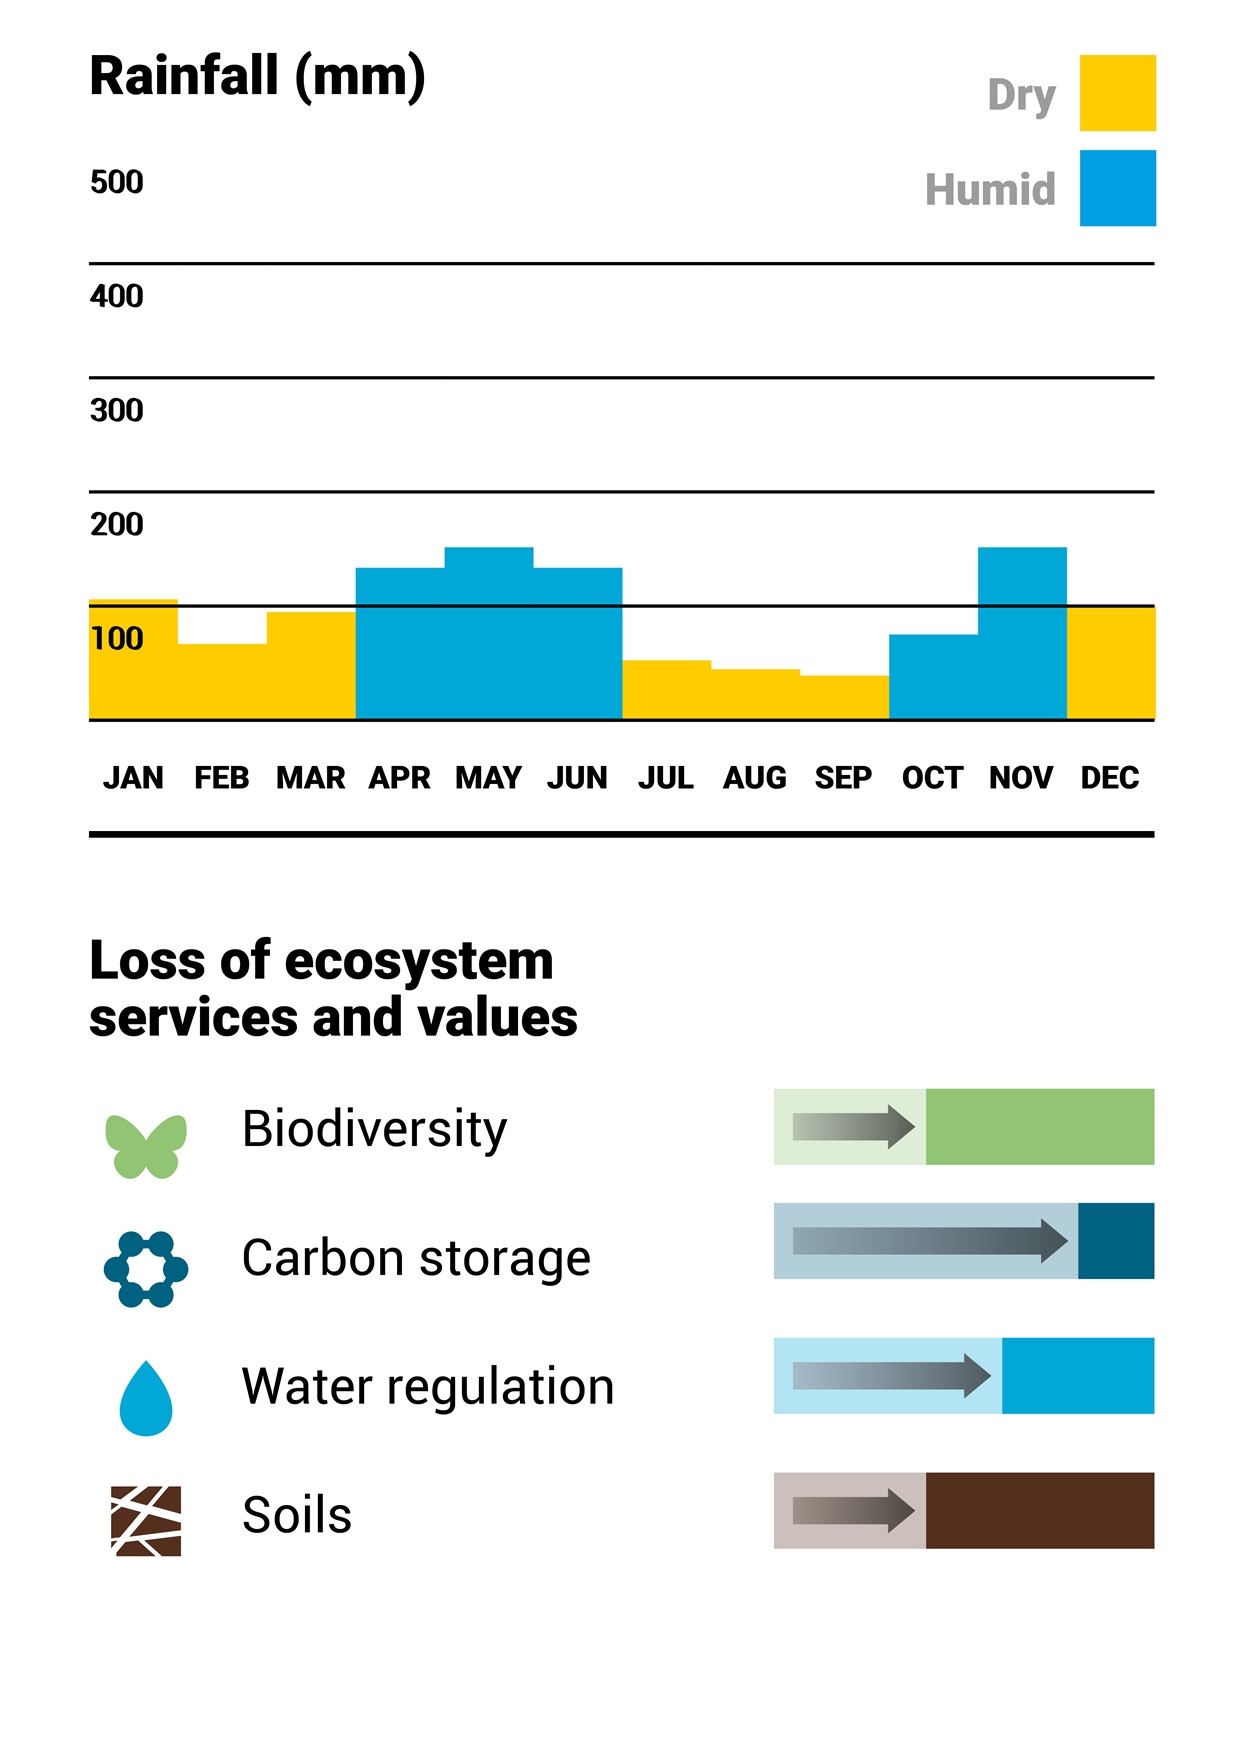 Rainfall (mm)
Dry
Humid
500
400
300
200
100
JAN FEB MAR APR MAY JUN JUL AUG SEP OCT NOV DEC
Loss of ecosystem
services and values
Biodiversity
Carbon storage
Water regulation
Soils